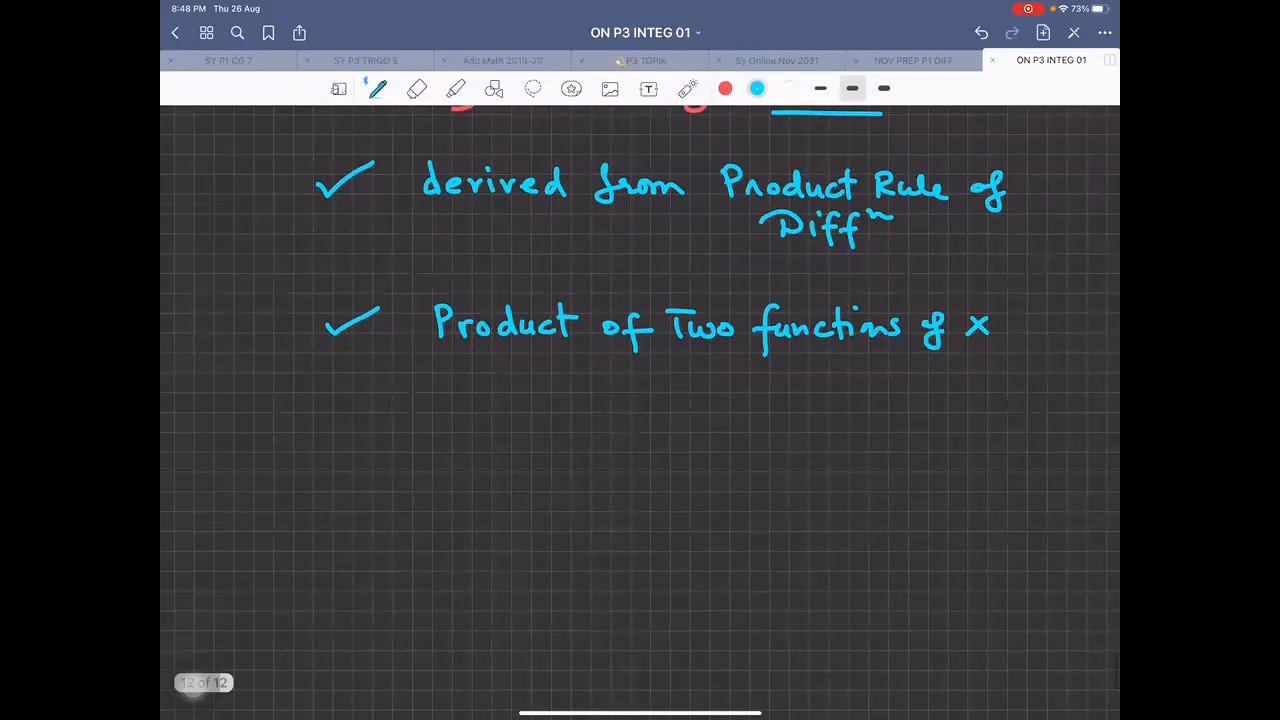 8:48 PM Thu 26 Aug
73%
ON P3 INTEG 01
SY P1 CG 7
SY P3 TRIGO 5
Add Math 2019-20
P3 TOPIK
Sy Online Nov 2021
NOV PREP P1 DIFF
ON P3 INTEG 01
✓ derived from Product Rule of
Diffⁿ
✓ Product of Two functions of x
12 of 12